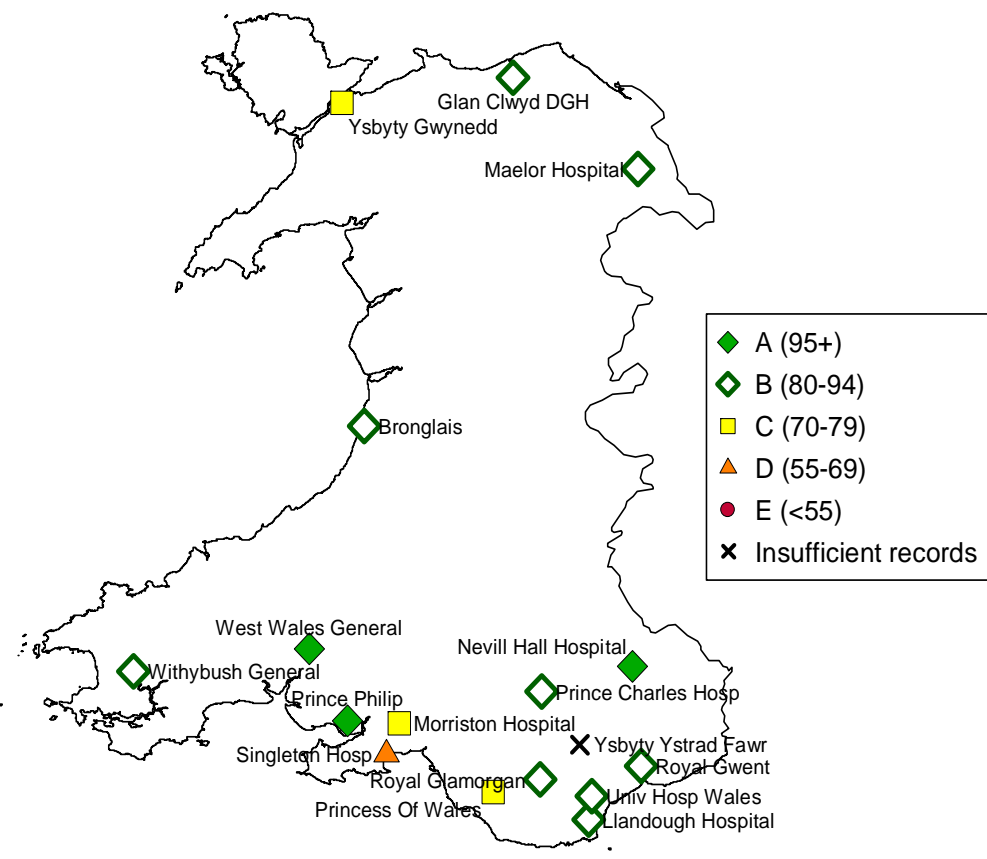 Glan Clwyd DGH
Ysbyty Gwynedd
Maelor Hospital
A (95+)
B (80-94)
C (70-79)
D (55-69)
E (<55)
Insufficient records
Bronglais
West Wales General
Nevill Hall Hospital
Withybush General
Prince Philip
Prince Charles Hosp
Morriston Hospital
Ysbyty Ystrad Fawr
Singleton Hosp
Royal Gwent
Royal Glamorgan
Univ Hosp Wales
Princess Of Wales
Llandough Hospital